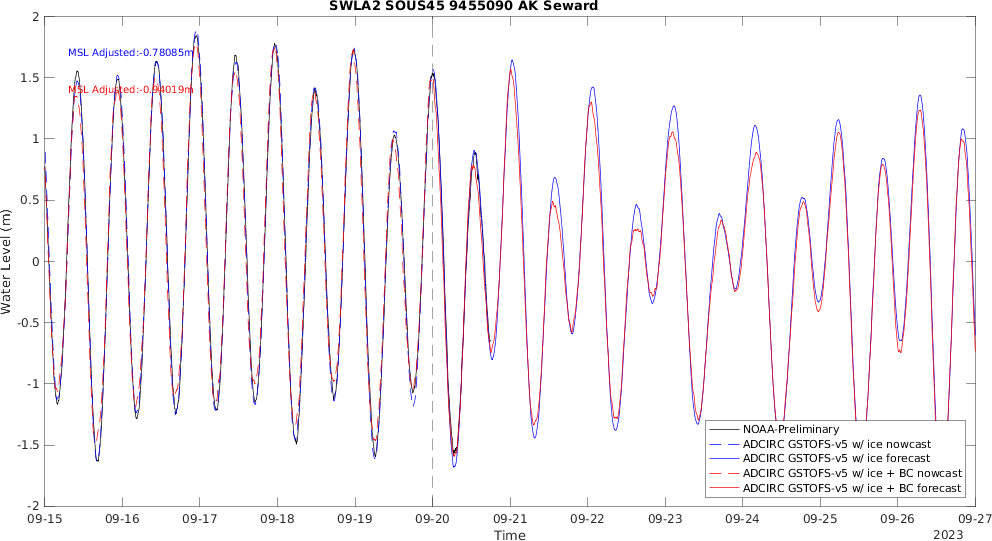 SWLA2 SOUS45 9455090 AK Seward
MSL Adjusted:-0.78085m
MSL Adjusted:-0.94019m
Water Level (m)
2
1.5
1
0.5
0
-0.5
-1
-1.5
-2
NOAA-Preliminary
ADCIRC GSTOFS-v5 w/ ice nowcast
ADCIRC GSTOFS-v5 w/ ice forecast
ADCIRC GSTOFS-v5 w/ ice + BC nowcast
ADCIRC GSTOFS-v5 w/ ice + BC forecast
09-15 09-16 09-17 09-18 09-19 09-20 09-21 09-22 09-23 09-24 09-25 09-26 09-27
Time
2023